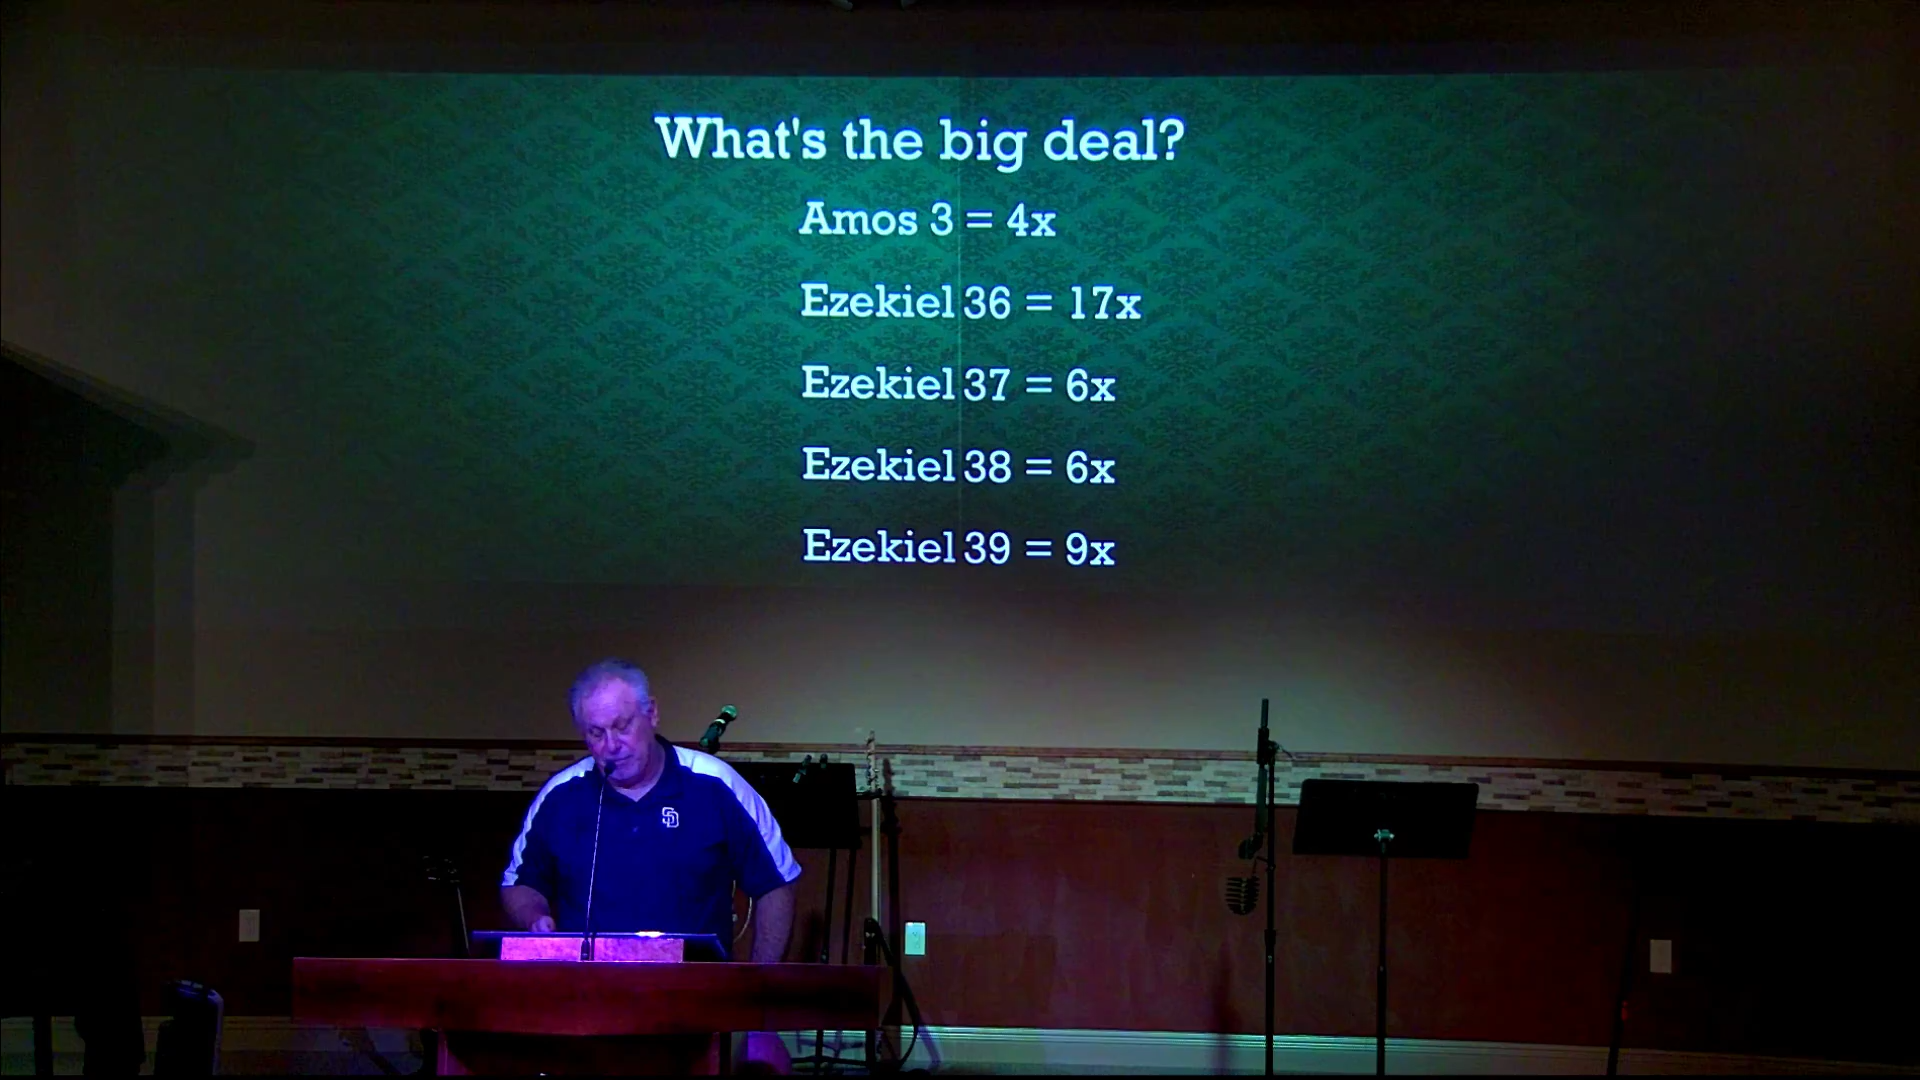 What's the big deal?
Amos 3 = 4x
Ezekiel 36 = 17x
Ezekiel 37 = 6x
Ezekiel 38 = 6x
Ezekiel 39 = 9x
SD